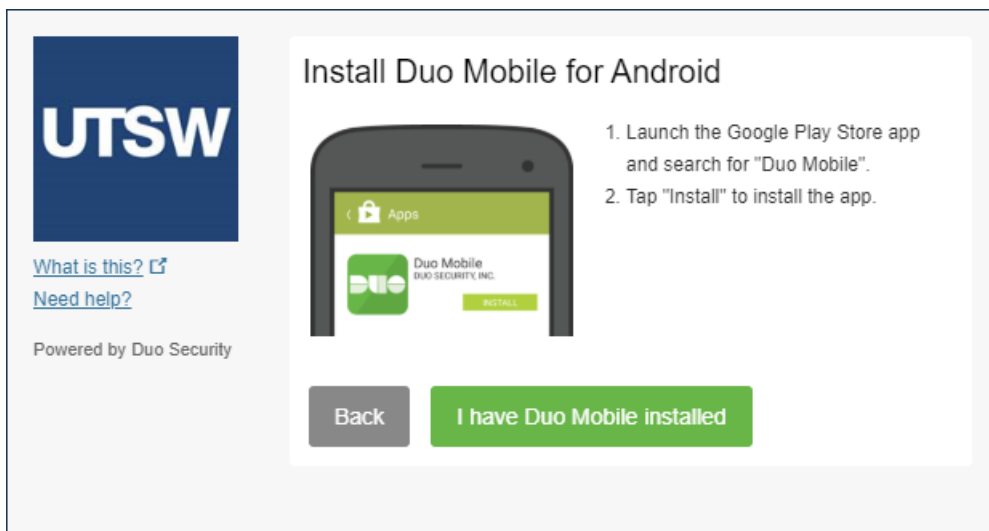 UTSW
What is this?
Need help?
Powered by Duo Security
Install Duo Mobile for Android
1. Launch the Google Play Store app
and search for "Duo Mobile".
2. Tap "Install" to install the app.
Apps
Duo Mobile
DUO SECURITY, INC.
DUO
INSTALL
Back
I have Duo Mobile installed